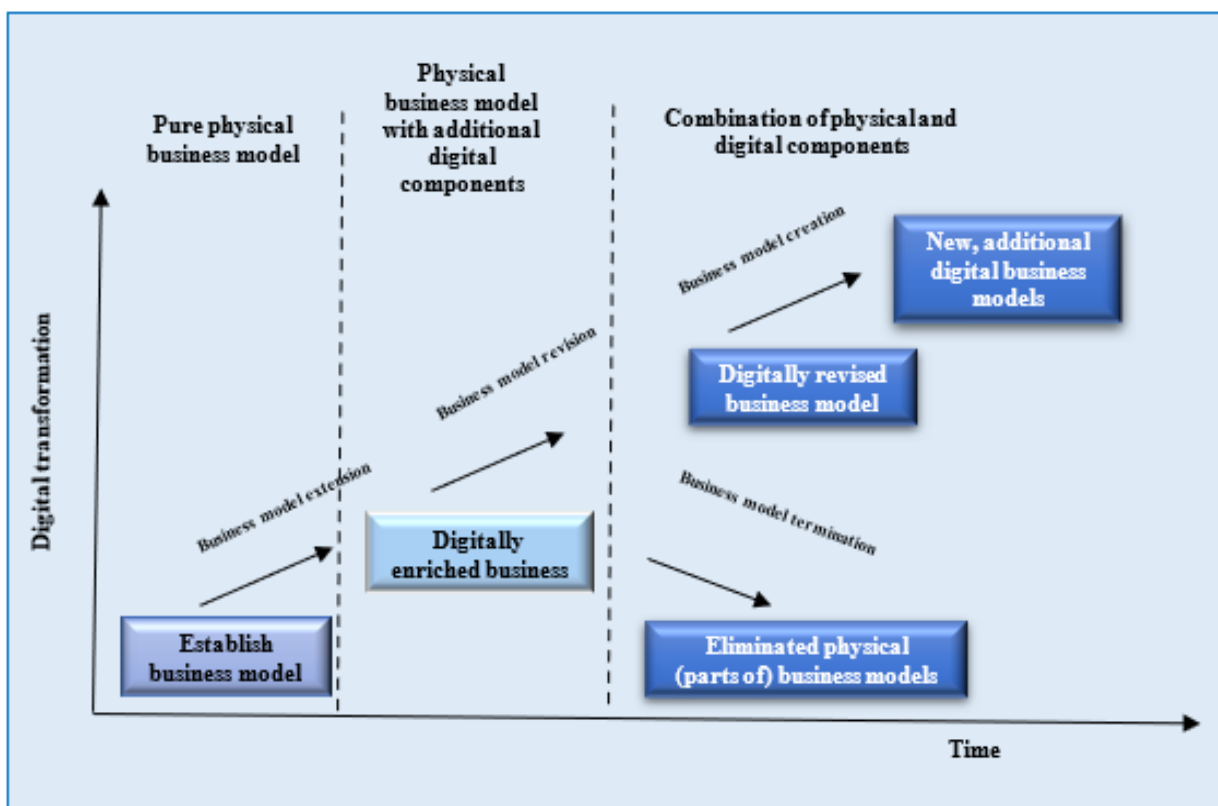 Pure physical
business model
Physical
business model
with additional
digital
components
Combination of physical and
digital components
Digital transformation
Business model extension
Business model revision
Business model creation
Business model termination
Establish
business model
Digitally
enriched business
Digitally revised
business model
New, additional
digital business
models
Eliminated physical
(parts of) business models
Time